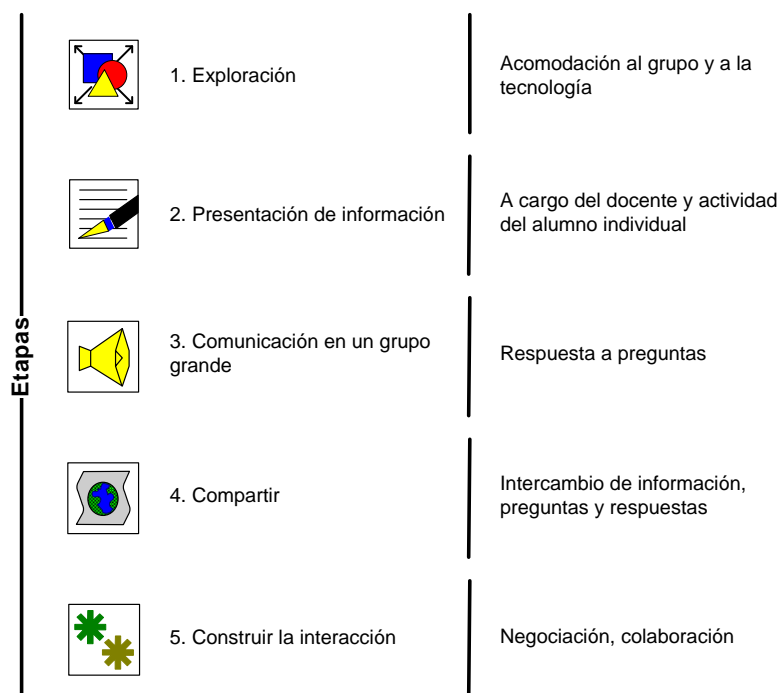 Etapas
1. Exploración
Acomodación al grupo y a la
tecnología
2. Presentación de información
A cargo del docente y actividad
del alumno individual
3. Comunicación en un grupo
grande
Respuesta a preguntas
4. Compartir
Intercambio de información,
preguntas y respuestas
5. Construir la interacción
Negociación, colaboración